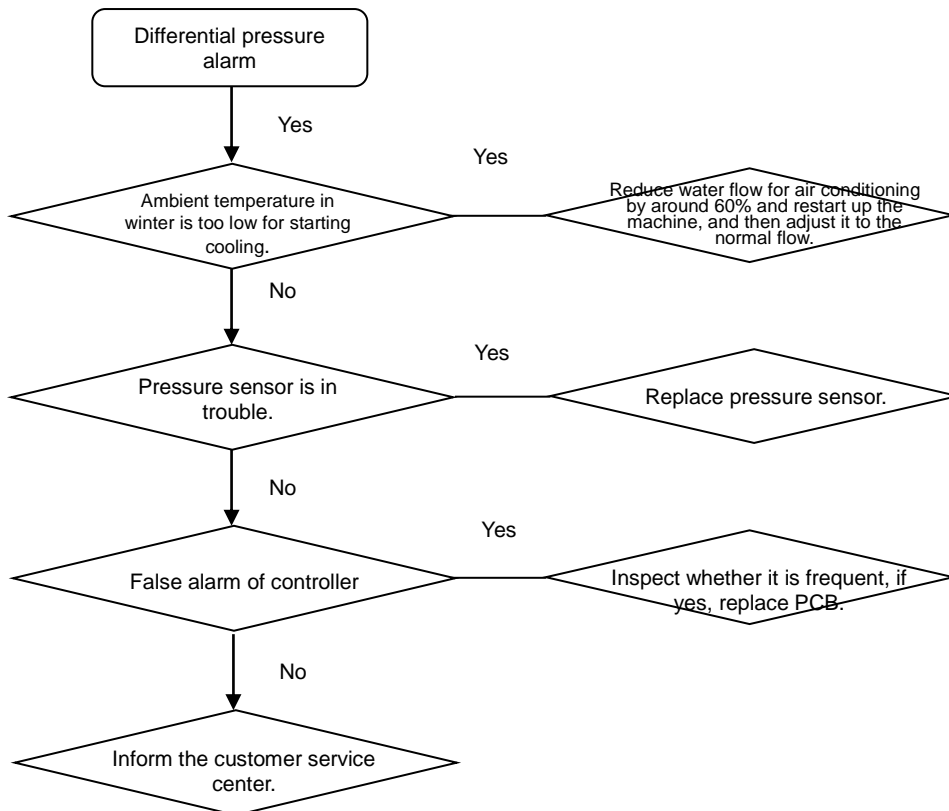 Differential pressure
alarm
Yes
Yes
Ambient temperature in
winter is too low for starting
cooling.
Reduce water flow for air conditioning
by around 60% and restart up the
machine, and then adjust it to the
normal flow.
No
Yes
Pressure sensor is in
trouble.
Replace pressure sensor.
No
Yes
False alarm of controller
Inspect whether it is frequent, if
yes, replace PCB.
No
Inform the customer service
center.